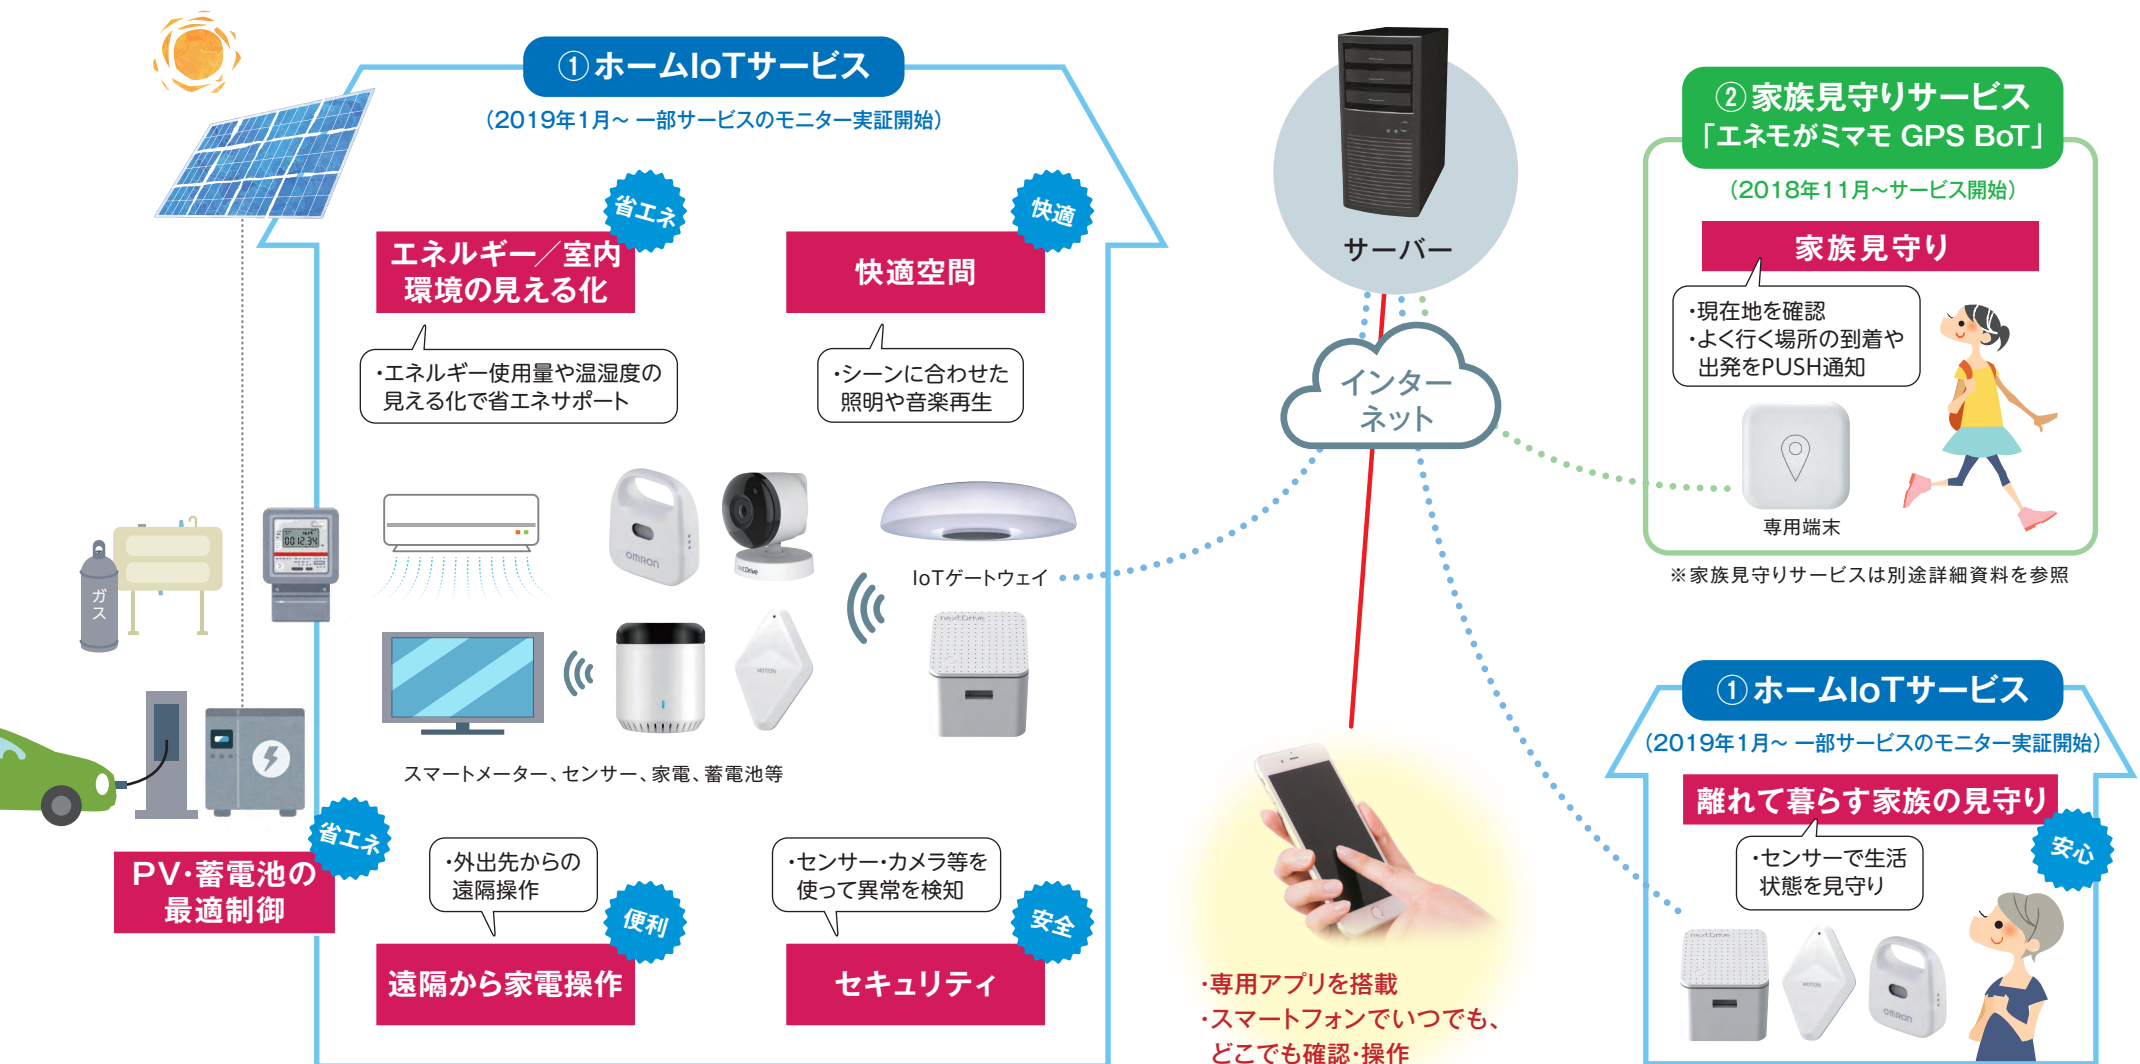 ①ホームIoTサービス
（2019年1月～ 一部サービスのモニター実証開始）
省エネ
エネルギー／室内
環境の見える化
・エネルギー使用量や温湿度の
見える化で省エネサポート
快適
快適空間
・シーンに合わせた
照明や音楽再生
ガス
0012.34
OMRON
nextDrive
IoTゲートウェイ
MOTION
nextDrive
スマートメーター、センサー、家電、蓄電池等
省エネ
PV・蓄電池の
最適制御
・外出先からの
遠隔操作
便利
遠隔から家電操作
・センサー・カメラ等を
使って異常を検知
安全
セキュリティ
サーバー
インター
ネット
・専用アプリを搭載
・スマートフォンでいつでも、
どこでも確認・操作
②家族見守りサービス
「エネモがミマモ GPS BoT」
（2018年11月～サービス開始）
家族見守り
・現在地を確認
・よく行く場所の到着や
出発をPUSH通知
専用端末
※家族見守りサービスは別途詳細資料を参照
①ホームIoTサービス
（2019年1月～ 一部サービスのモニター実証開始）
離れて暮らす家族の見守り
・センサーで生活
状態を見守り
安心
nextDrive
MOTION
OMRON